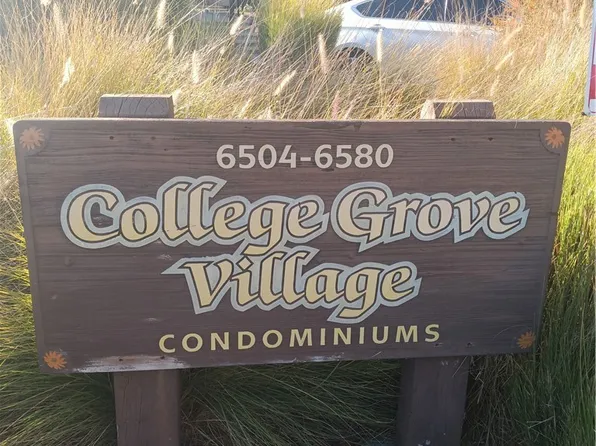 6504-6580
College Grove
Village
CONDOMINIUMS